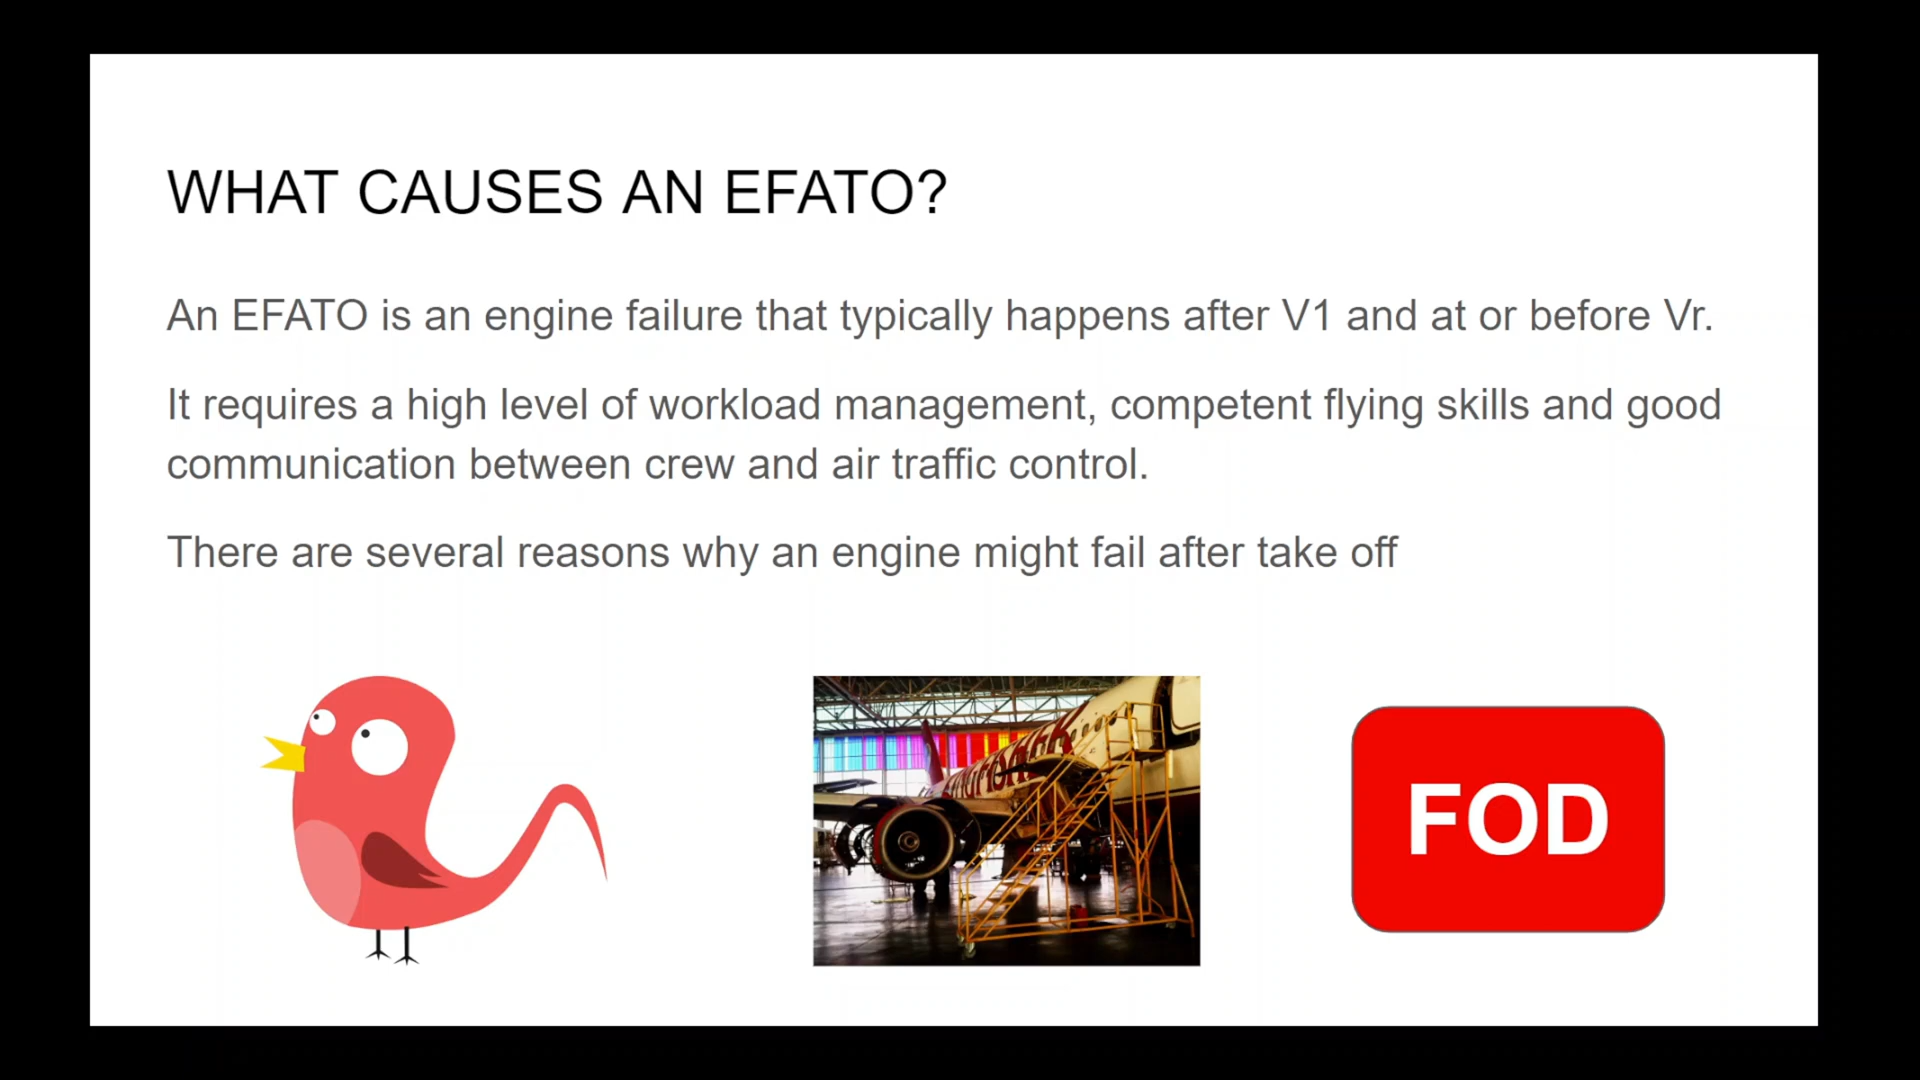 WHAT CAUSES AN EFATO?
An EFATO is an engine failure that typically happens after V1 and at or before Vr.
It requires a high level of workload management, competent flying skills and good
communication between crew and air traffic control.
There are several reasons why an engine might fail after take off
FOD